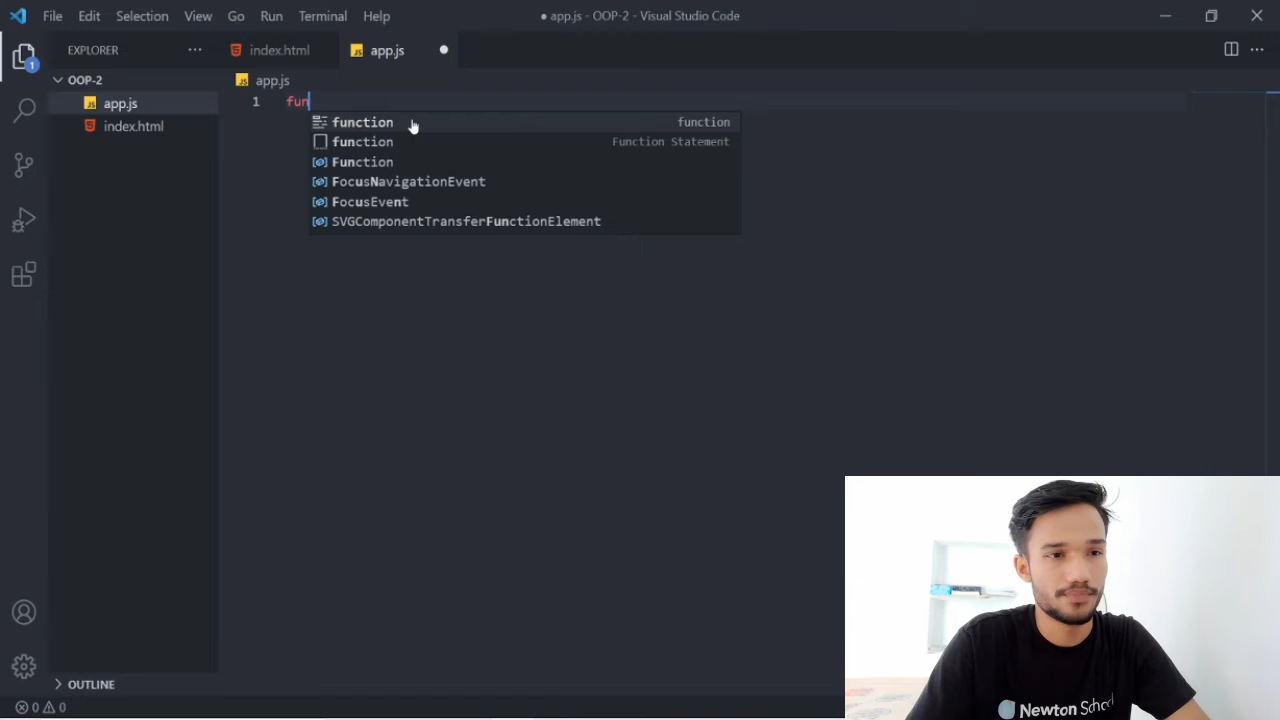 File Edit Selection View Go Run Terminal Help ● app.js - OOP-2 - Visual Studio Code
EXPLORER ··· index.html app.js ●
OOP-2
app.js
index.html
app.js
1 fun
function function
function Function Statement
Function
FocusNavigationEvent
FocusEvent
SVGComponentTransferFunctionElement
1
OUTLINE
0 0
Newton School